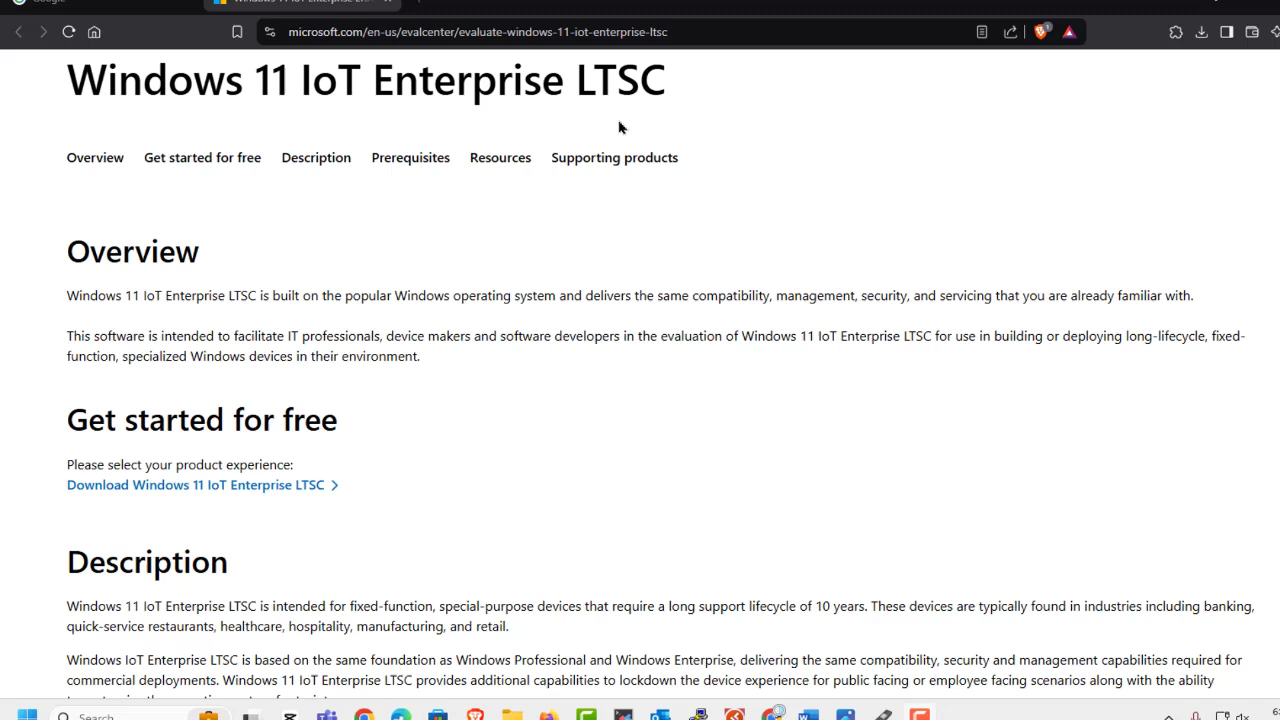 microsoft.com/en-us/evalcenter/evaluate-windows-11-iot-enterprise-ltsc
Windows 11 IoT Enterprise LTSC
Overview Get started for free Description Prerequisites Resources Supporting products
Overview
Windows 11 IoT Enterprise LTSC is built on the popular Windows operating system and delivers the same compatibility, management, security, and servicing that you are already familiar with.
This software is intended to facilitate IT professionals, device makers and software developers in the evaluation of Windows 11 IoT Enterprise LTSC for use in building or deploying long-lifecycle, fixed-
function, specialized Windows devices in their environment.
Get started for free
Please select your product experience:
Download Windows 11 IoT Enterprise LTSC
Description
Windows 11 IoT Enterprise LTSC is intended for fixed-function, special-purpose devices that require a long support lifecycle of 10 years. These devices are typically found in industries including banking,
quick-service restaurants, healthcare, hospitality, manufacturing, and retail.
Windows IoT Enterprise LTSC is based on the same foundation as Windows Professional and Windows Enterprise, delivering the same compatibility, security and management capabilities required for
commercial deployments. Windows 11 IoT Enterprise LTSC provides additional capabilities to lockdown the device experience for public facing or employee facing scenarios along with the ability
Search